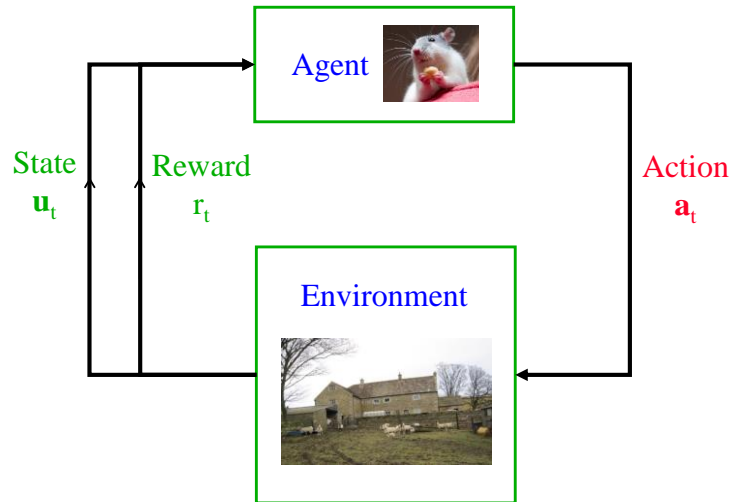 Agent
State
u_t
Reward
r_t
Action
a_t
Environment